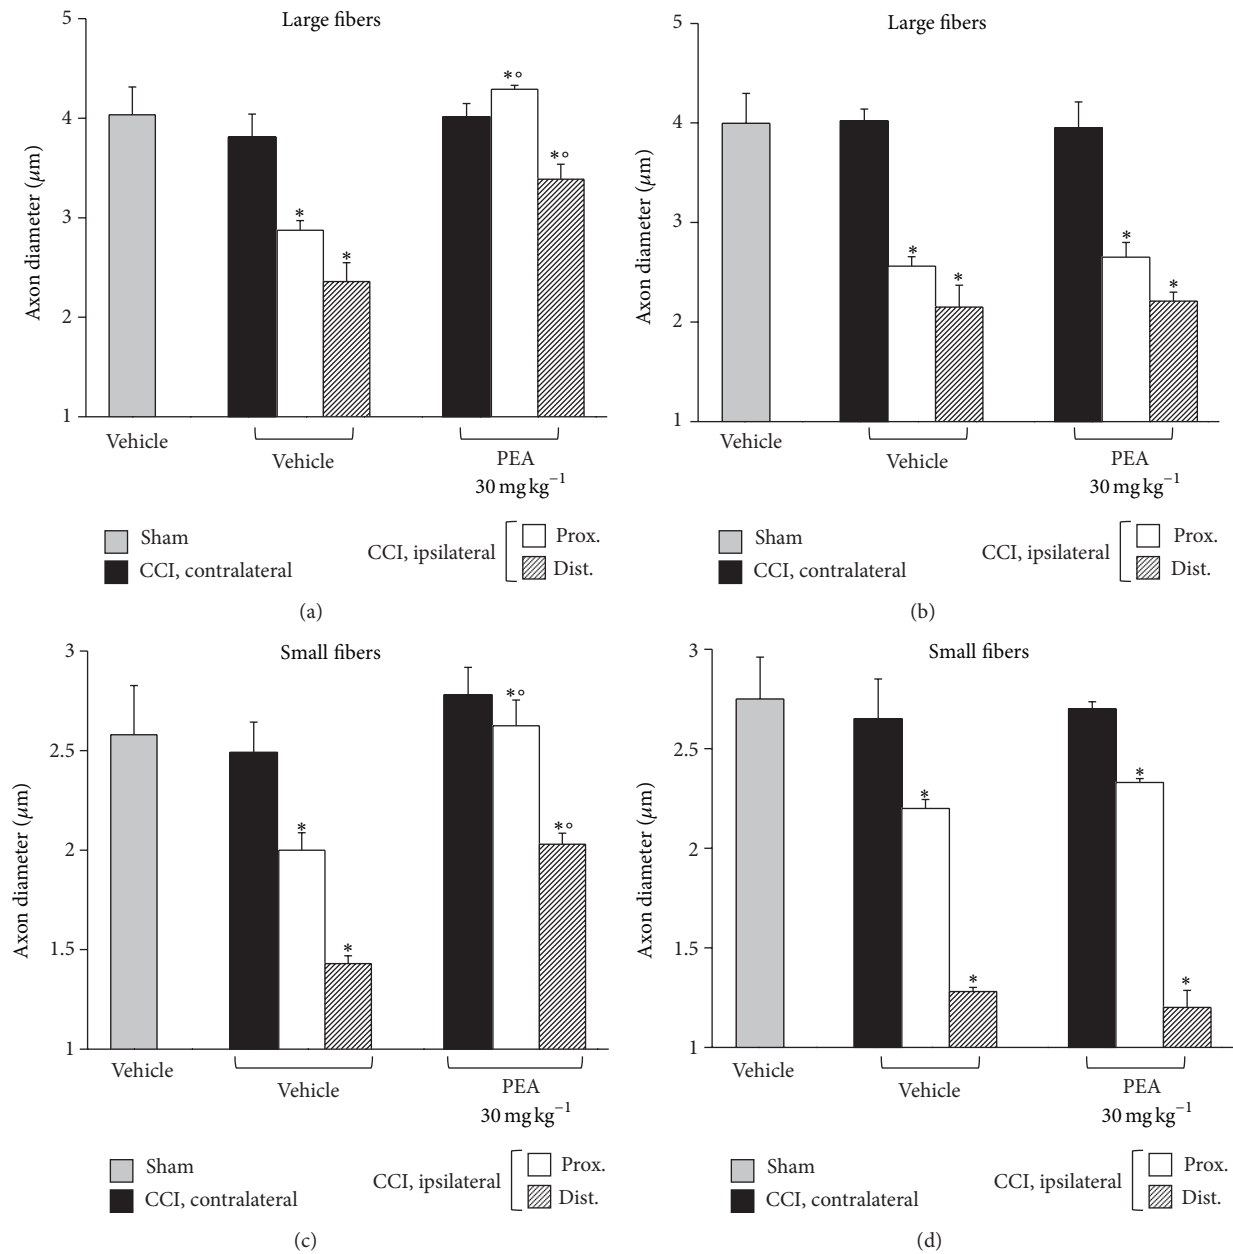 Large fibers
5
4
3
2
1
Axon diameter (μm)
*
*
*°
*°
Vehicle
Vehicle
PEA
30 mg kg−1
Sham
CCI, contralateral
CCI, ipsilateral
Prox.
Dist.
(a)
Large fibers
5
4
3
2
1
Axon diameter (μm)
*
*
*
*
Vehicle
Vehicle
PEA
30 mg kg−1
Sham
CCI, contralateral
CCI, ipsilateral
Prox.
Dist.
(b)
Small fibers
3
2.5
2
1.5
1
Axon diameter (μm)
*
*
*°
*°
Vehicle
Vehicle
PEA
30 mg kg−1
Sham
CCI, contralateral
CCI, ipsilateral
Prox.
Dist.
(c)
Small fibers
3
2.5
2
1.5
1
Axon diameter (μm)
*
*
*
*
Vehicle
Vehicle
PEA
30 mg kg−1
Sham
CCI, contralateral
CCI, ipsilateral
Prox.
Dist.
(d)